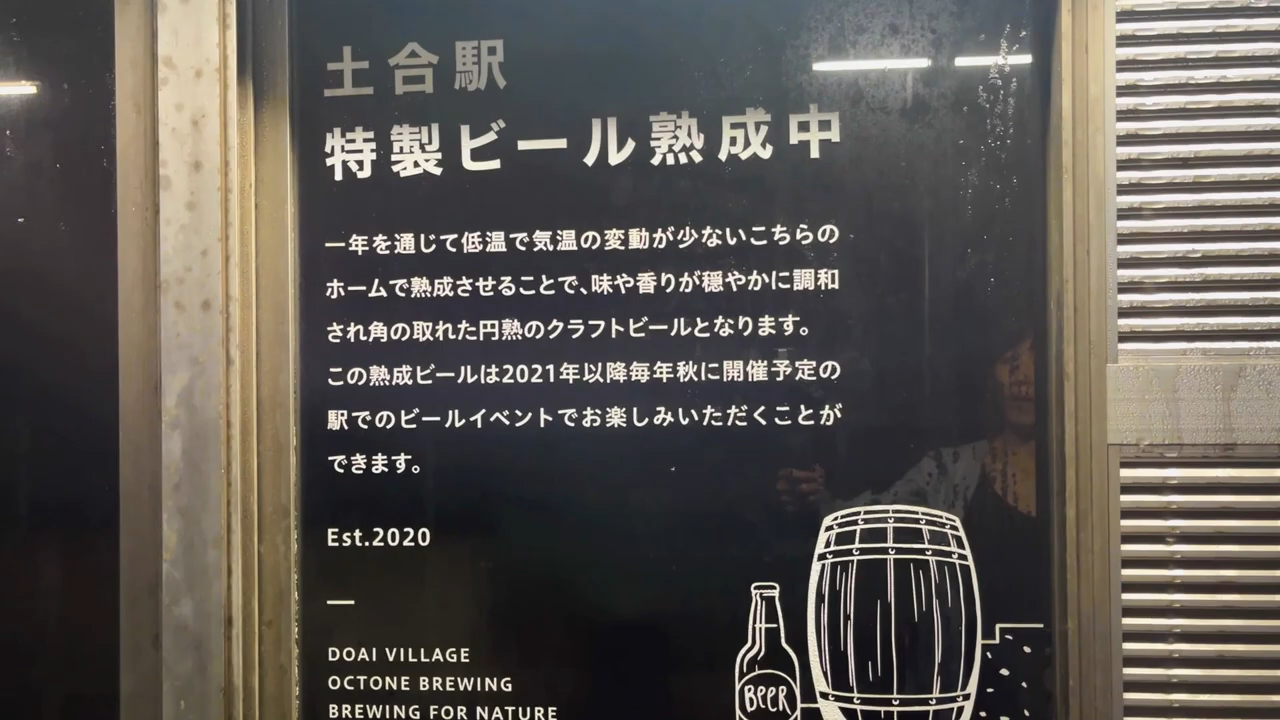 土合駅
特製ビール熟成中
一年を通じて低温で気温の変動が少ないこちらの
ホームで熟成させることで、味や香りが穏やかに調和
され角の取れた円熟のクラフトビールとなります。
この熟成ビールは2021年以降毎年秋に開催予定の
駅でのビールイベントでお楽しみいただくことが
できます。
Est.2020
DOAI VILLAGE
OCTONE BREWING
BREWING FOR NATURE
BEER